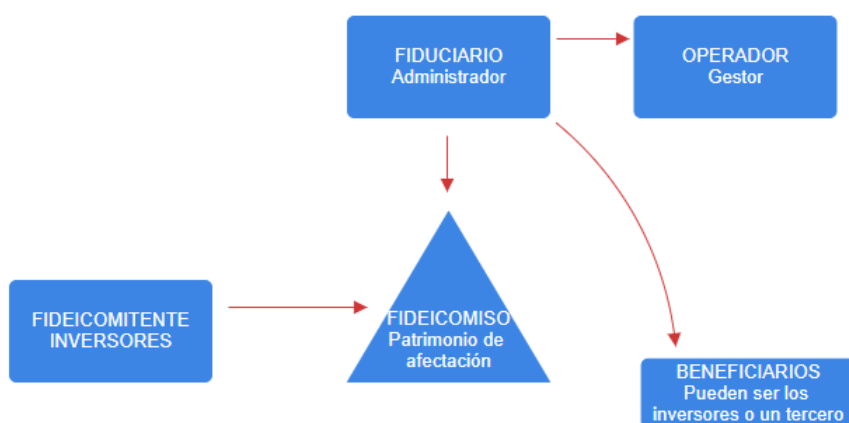 FIDUCIARIO
Administrador
OPERADOR
Gestor
FIDEICOMITENTE
INVERSORES
FIDEICOMISO
Patrimonio de
afectación
BENEFICIARIOS
Pueden ser los
inversores o un tercero